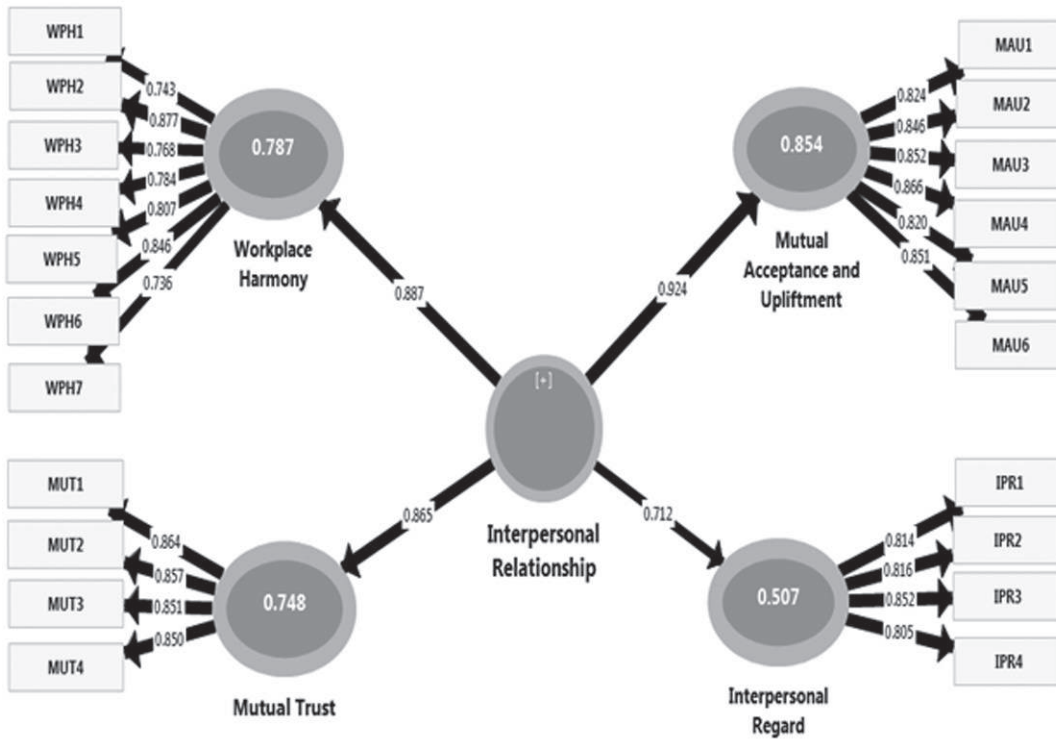 WPH1
WPH2
WPH3
WPH4
WPH5
WPH6
WPH7
0.743
0.877
0.768
0.784
0.807
0.846
0.736
0.787
Workplace
Harmony
0.887
MAU1
MAU2
MAU3
MAU4
MAU5
MAU6
0.824
0.846
0.852
0.866
0.820
0.851
0.854
Mutual
Acceptance and
Upliftment
0.924
[+]
Interpersonal
Relationship
MUT1
MUT2
MUT3
MUT4
0.864
0.857
0.851
0.850
0.748
Mutual Trust
0.865
0.712
IPR1
IPR2
IPR3
IPR4
0.814
0.816
0.852
0.805
0.507
Interpersonal
Regard